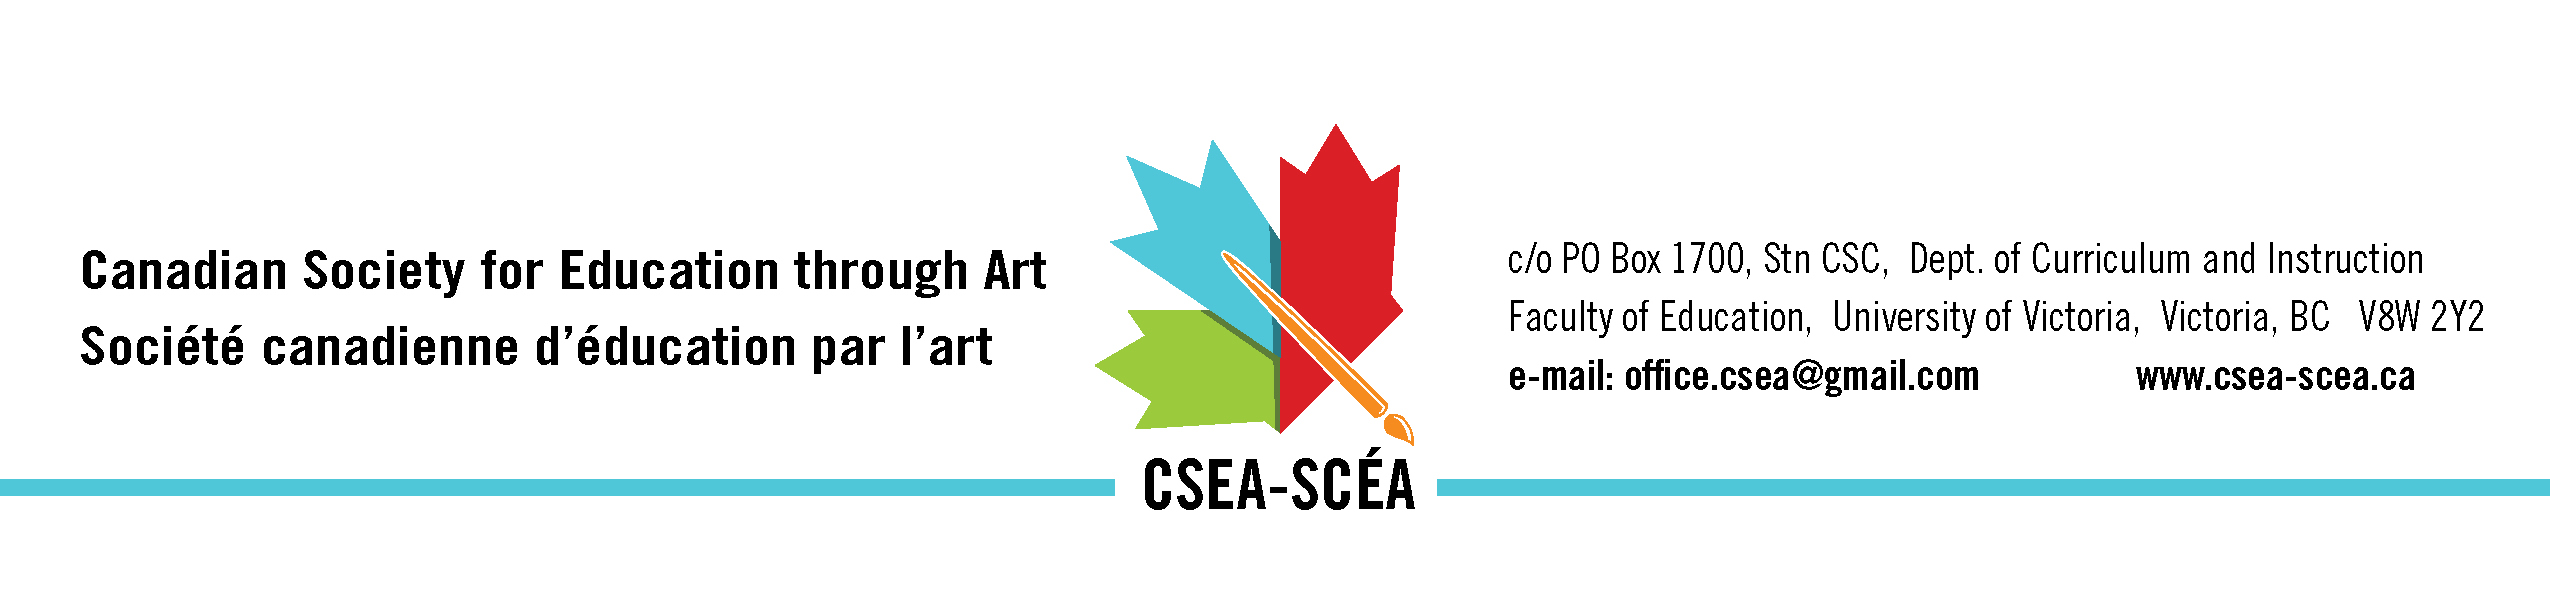 Canadian Society for Education through Art
Société canadienne d’éducation par l’art
CSEA-SCÉA
c/o PO Box 1700, Stn CSC, Dept. of Curriculum and Instruction
Faculty of Education, University of Victoria, Victoria, BC V8W 2Y2
e-mail: office.csea@gmail.com www.csea-scea.ca